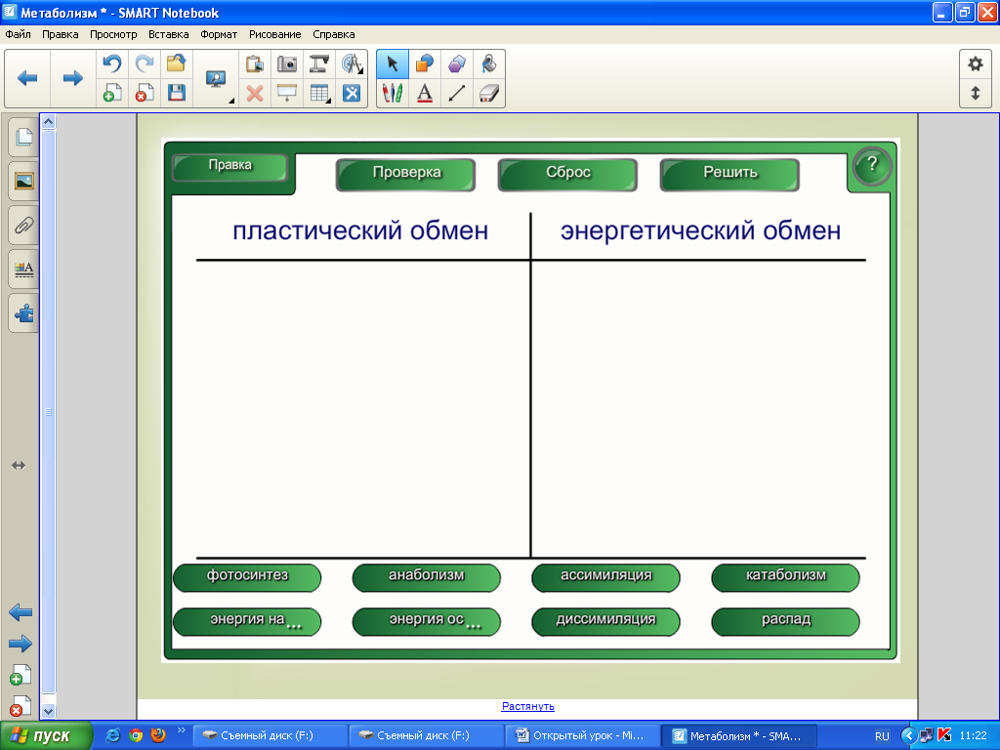 Метаболизм * - SMART Notebook
Файл Правка Просмотр Вставка Формат Рисование Справка
Правка Проверка Сброс Решить ?
пластический обмен энергетический обмен
фотосинтез анаболизм ассимиляция катаболизм
энергия на... энергия ос... диссимиляция распад
Растянуть
пуск Съемный диск (F:) Съемный диск (F:) Открытый урок - Mi... Метаболизм * - SMA... RU 11:22